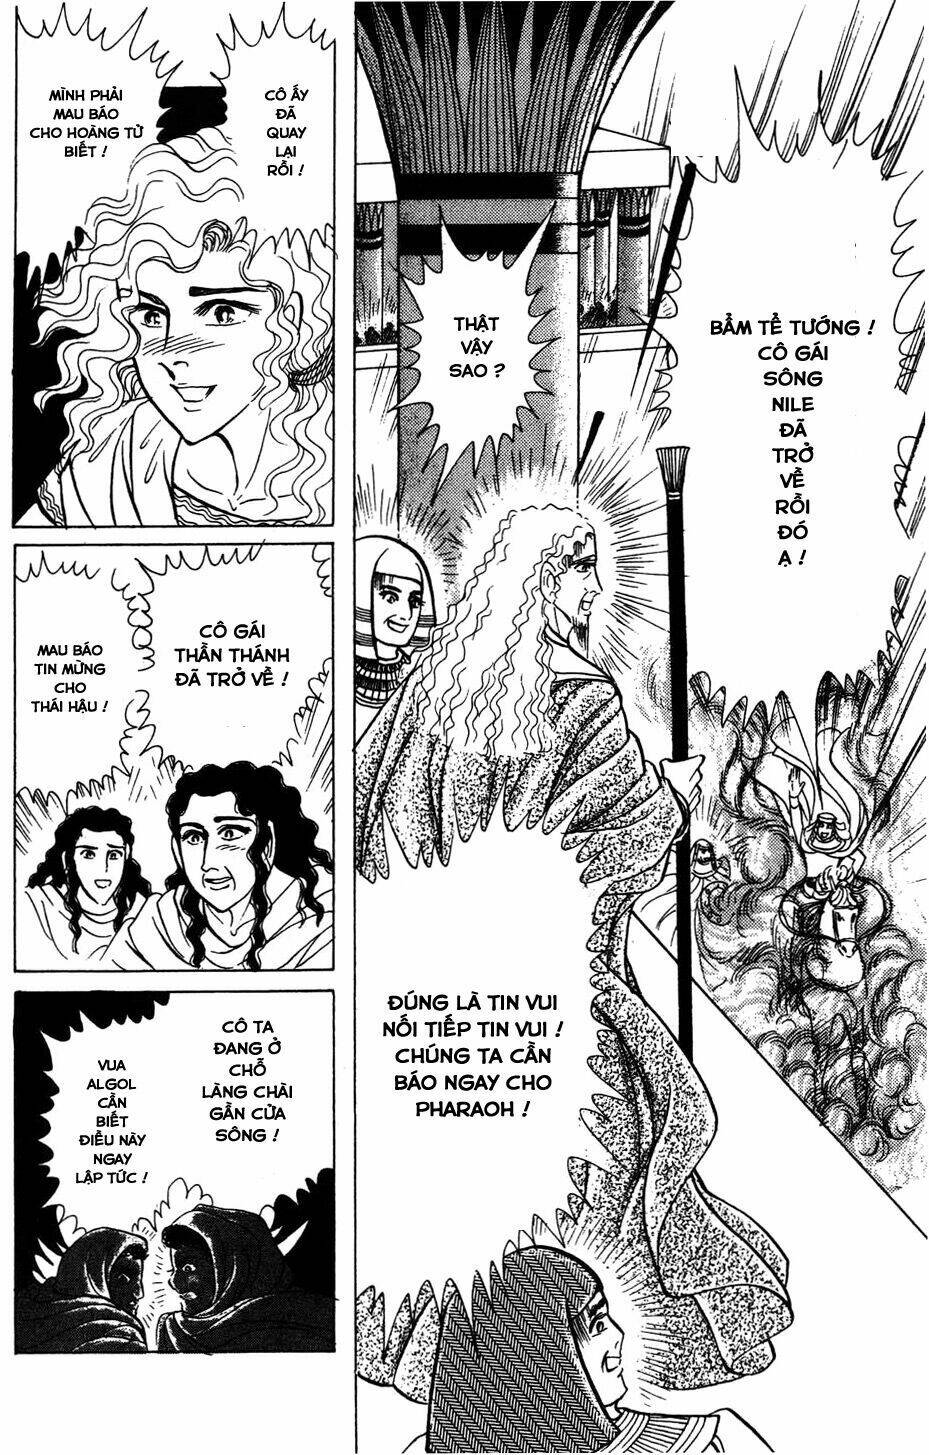 BẨM TỂ TƯỚNG !
CÔ GÁI
SÔNG
NILE
ĐÃ
TRỞ
VỀ
RỒI
ĐÓ
Ạ !
THẬT
VẬY
SAO ?
ĐÚNG LÀ TIN VUI
NỐI TIẾP TIN VUI !
CHÚNG TA CẦN
BÁO NGAY CHO
PHARAOH !
CÔ ẤY
ĐÃ
QUAY
LẠI
RỒI !
MÌNH PHẢI
MAU BÁO
CHO HOÀNG TỬ
BIẾT !
CÔ GÁI
THẦN THÁNH
ĐÃ TRỞ VỀ !
MAU BÁO
TIN MỪNG
CHO
THÁI HẬU !
CÔ TA
ĐANG Ở
CHỖ
LÀNG CHÀI
GẦN CỬA
SÔNG !
VUA
ALGOL
CẦN
BIẾT
ĐIỀU NÀY
NGAY
LẬP TỨC !